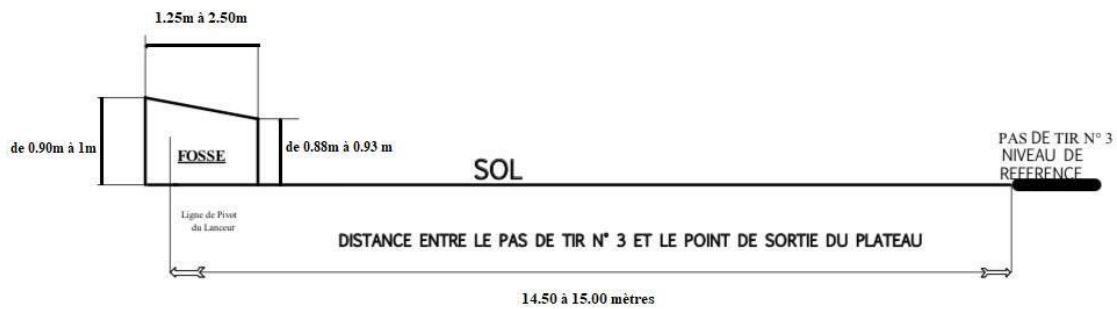 1.25m à 2.50m
de 0.90m à 1m
FOSSE
de 0.88m à 0.93 m
SOL
PAS DE TIR N° 3
NIVEAU DE
REFERENCE
Ligne de Pivot
du Lanceur
DISTANCE ENTRE LE PAS DE TIR N° 3 ET LE POINT DE SORTIE DU PLATEAU
14.50 à 15.00 mètres